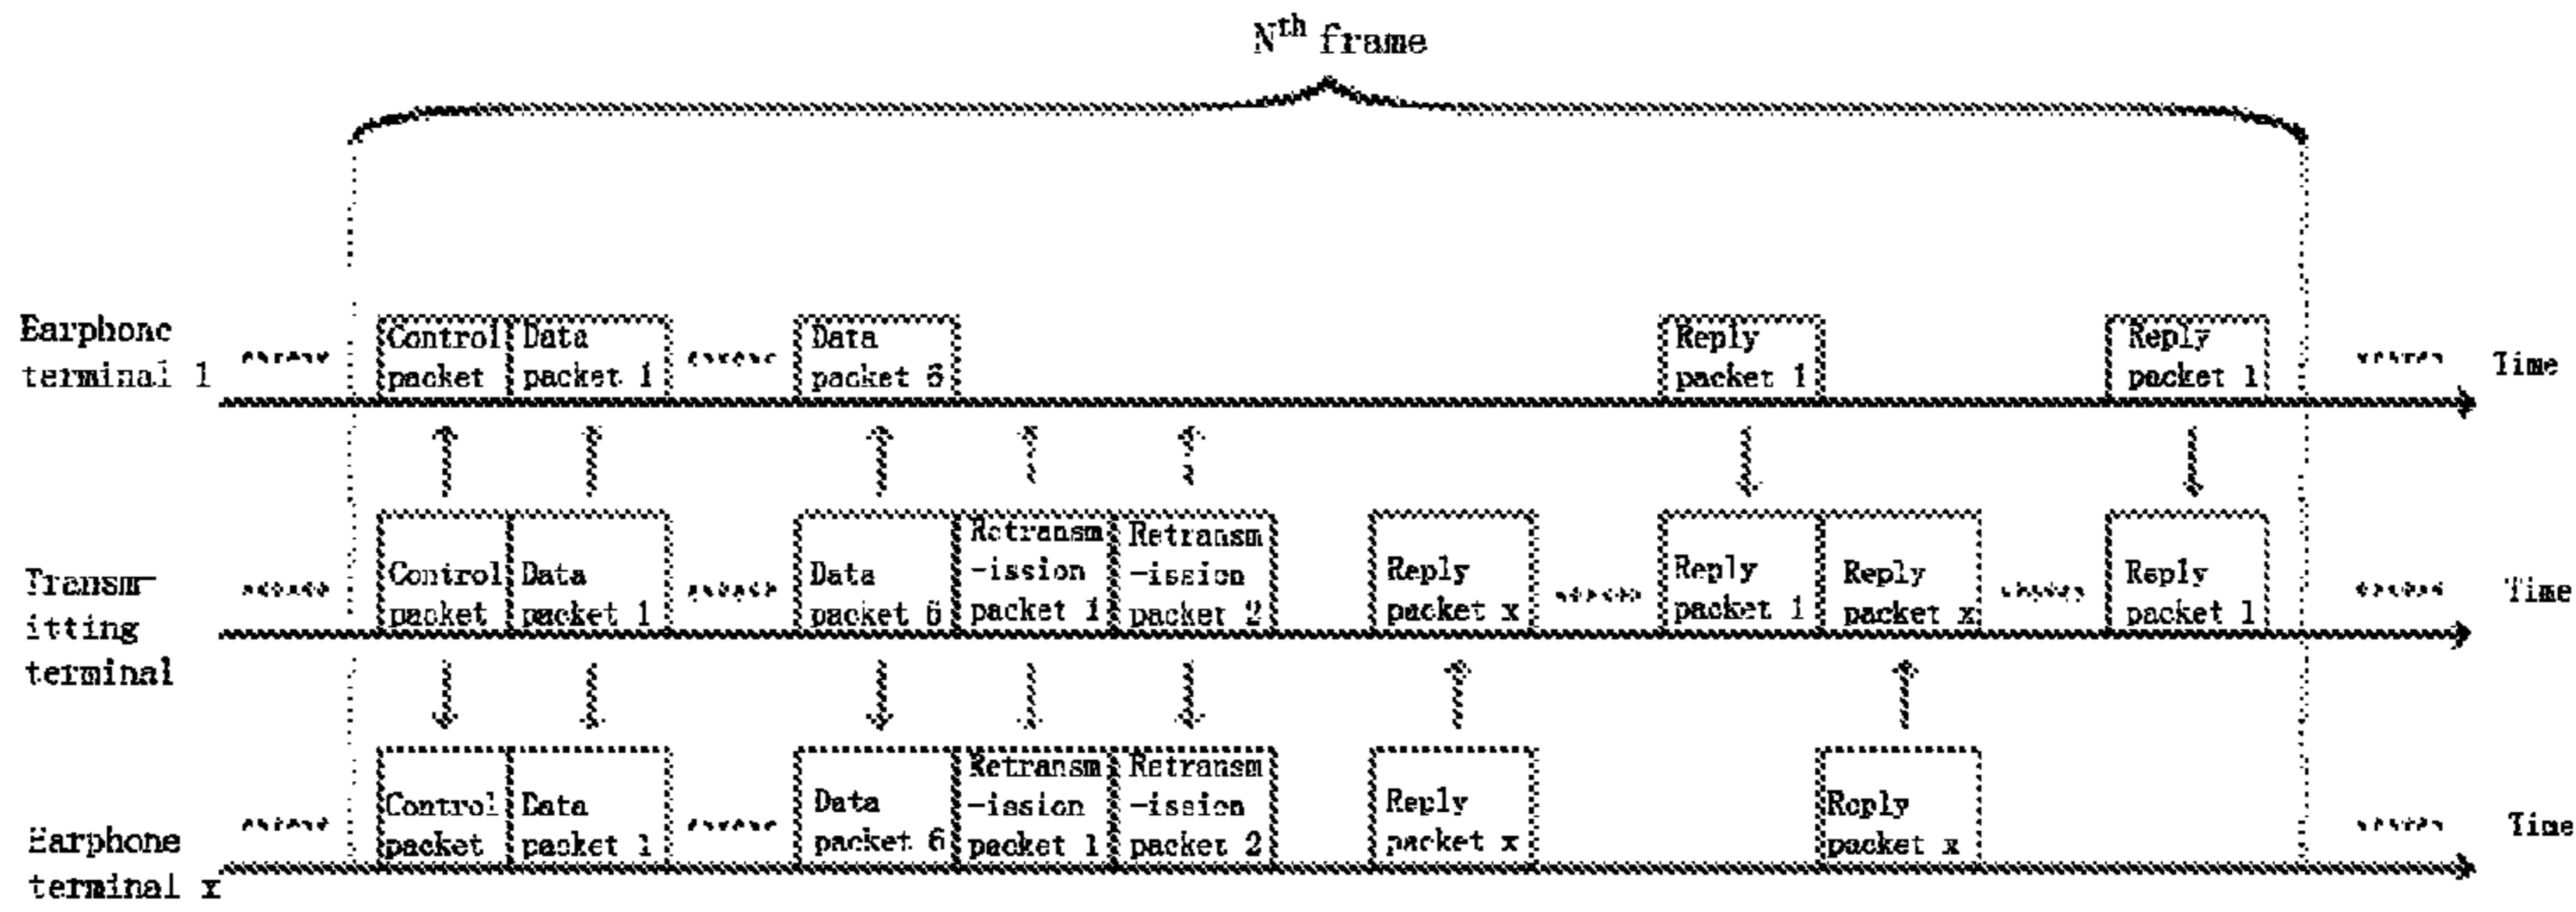 Nth frame
Earphone
terminal 1
Control
packet
Data
packet 1
Data
packet 6
Reply
packet 1
Reply
packet 1
Time
Transm-
itting
terminal
Control
packet
Data
packet 1
Data
packet 6
Retransm
-ission
packet 1
Retransm
-ission
packet 2
Reply
packet x
Reply
packet 1
Reply
packet x
Reply
packet 1
Time
Earphone
terminal x
Control
packet
Data
packet 1
Data
packet 6
Retransm
-ission
packet 1
Retransm
-ission
packet 2
Reply
packet x
Reply
packet x
Time